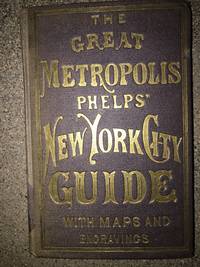 THE
GREAT
METROPOLIS
PHELPS'
NEW YORK CITY
GUIDE
WITH MAPS AND
ENGRAVINGS